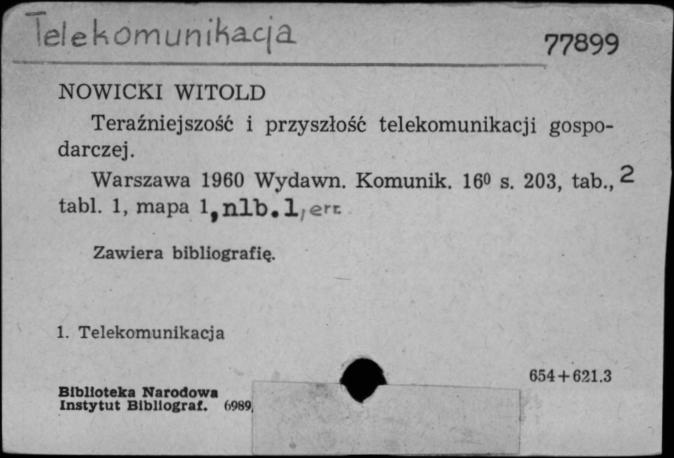 Telekomunikacja
77899
NOWICKI WITOLD
Teraźniejszość i przyszłość telekomunikacji gospo-
darczej.
Warszawa 1960 Wydawn. Komunik. 16⁰ s. 203, tab., 2
tabl. 1, mapa 1, nlb. 1, err.
Zawiera bibliografię.
1. Telekomunikacja
654+621.3
Biblioteka Narodowa
Instytut Bibliograf. 6989